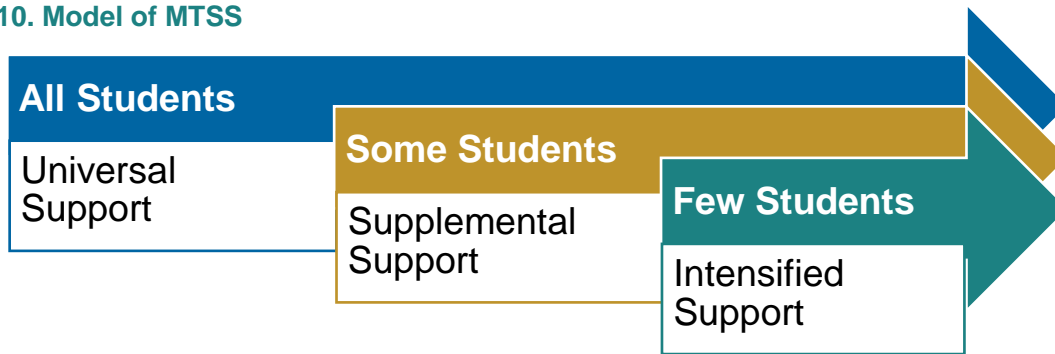 10. Model of MTSS
All Students
Universal
Support
Some Students
Supplemental
Support
Few Students
Intensified
Support